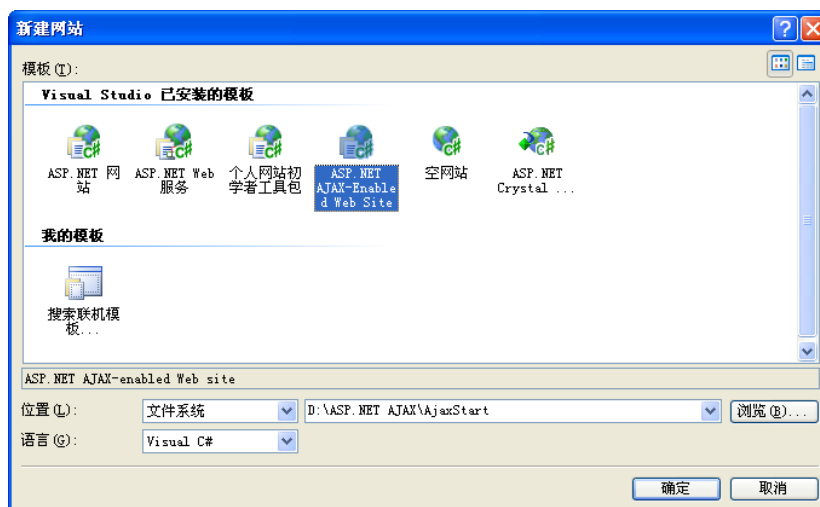 新建网站
模板(T):
Visual Studio 已安装的模板
ASP.NET 网站
ASP.NET Web 服务
个人网站初学者工具包
ASP.NET AJAX-Enabled Web Site
空网站
ASP.NET Crystal ...
我的模板
搜索联机模板...
ASP.NET AJAX-enabled Web site
位置(L):
文件系统
D:\ASP.NET AJAX\AjaxStart
浏览(B)...
语言(G):
Visual C#
确定
取消